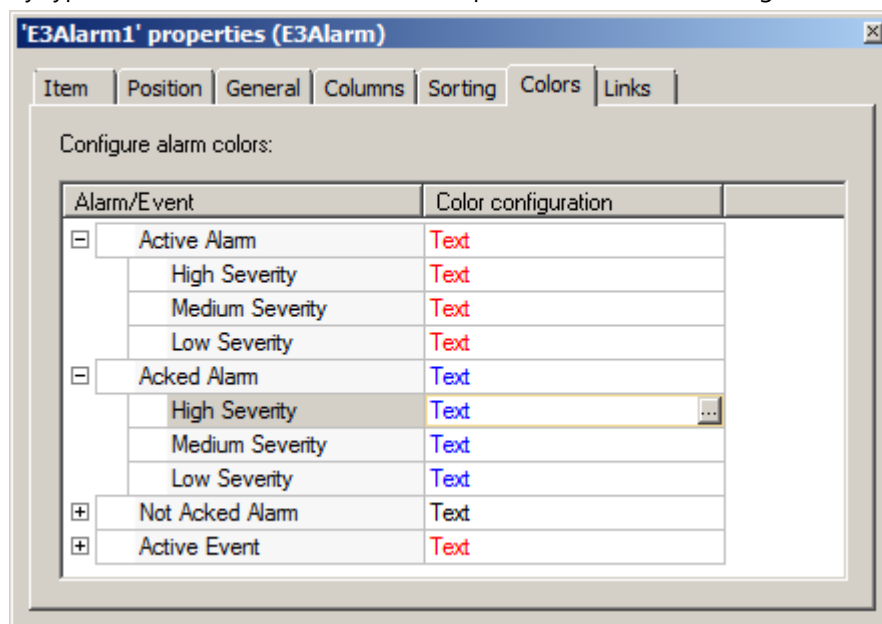 'E3Alarm1' properties (E3Alarm)
Item Position General Columns Sorting Colors Links
Configure alarm colors:
Alarm/Event Color configuration
Active Alarm Text
High Severity Text
Medium Severity Text
Low Severity Text
Acked Alarm Text
High Severity Text ...
Medium Severity Text
Low Severity Text
Not Acked Alarm Text
Active Event Text